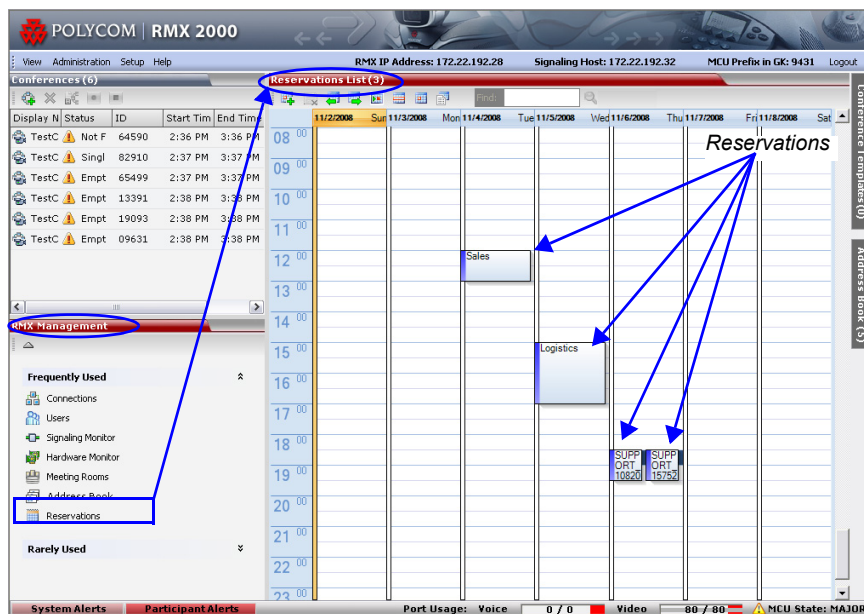 POLYCOM | RMX 2000
View Administration Setup Help RMX IP Address: 172.22.192.28 Signaling Host: 172.22.192.32 MCU Prefix in GK: 9431 Logout
Conferences (6)
Display N Status ID Start Tim End Time
TestC Not F 64590 2:36 PM 3:36 PM
TestC Singl 82910 2:37 PM 3:37 PM
TestC Empt 65499 2:37 PM 3:37 PM
TestC Empt 13391 2:38 PM 3:38 PM
TestC Empt 19093 2:38 PM 3:38 PM
TestC Empt 09631 2:38 PM 3:38 PM
RMX Management
Frequently Used
Connections
Users
Signaling Monitor
Hardware Monitor
Meeting Rooms
Address Book
Reservations
Rarely Used
Reservations List (3)
Find:
11/2/2008 Sun 11/3/2008 Mon 11/4/2008 Tue 11/5/2008 Wed 11/6/2008 Thu 11/7/2008 Fri 11/8/2008 Sat
Reservations
08 00
09 00
10 00
11 00
12 00
Sales
13 00
14 00
15 00
Logistics
16 00
17 00
18 00
SUPP ORT_ 10820
SUPP ORT_ 15752
19 00
20 00
21 00
22 00
23 00
Conference Templates (0)
Address Book (5)
System Alerts Participant Alerts Port Usage: Voice 0 / 0 Video 80 / 80 MCU State: MAJOR